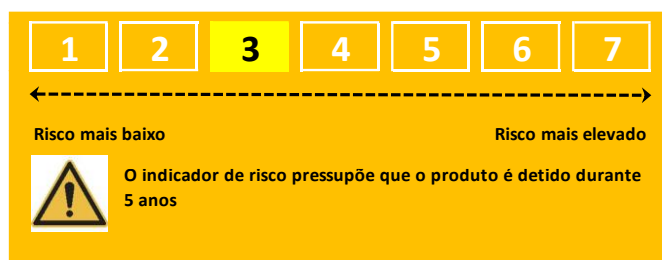 1 2 3 4 5 6 7
Risco mais baixo Risco mais elevado
O indicador de risco pressupõe que o produto é detido durante
5 anos